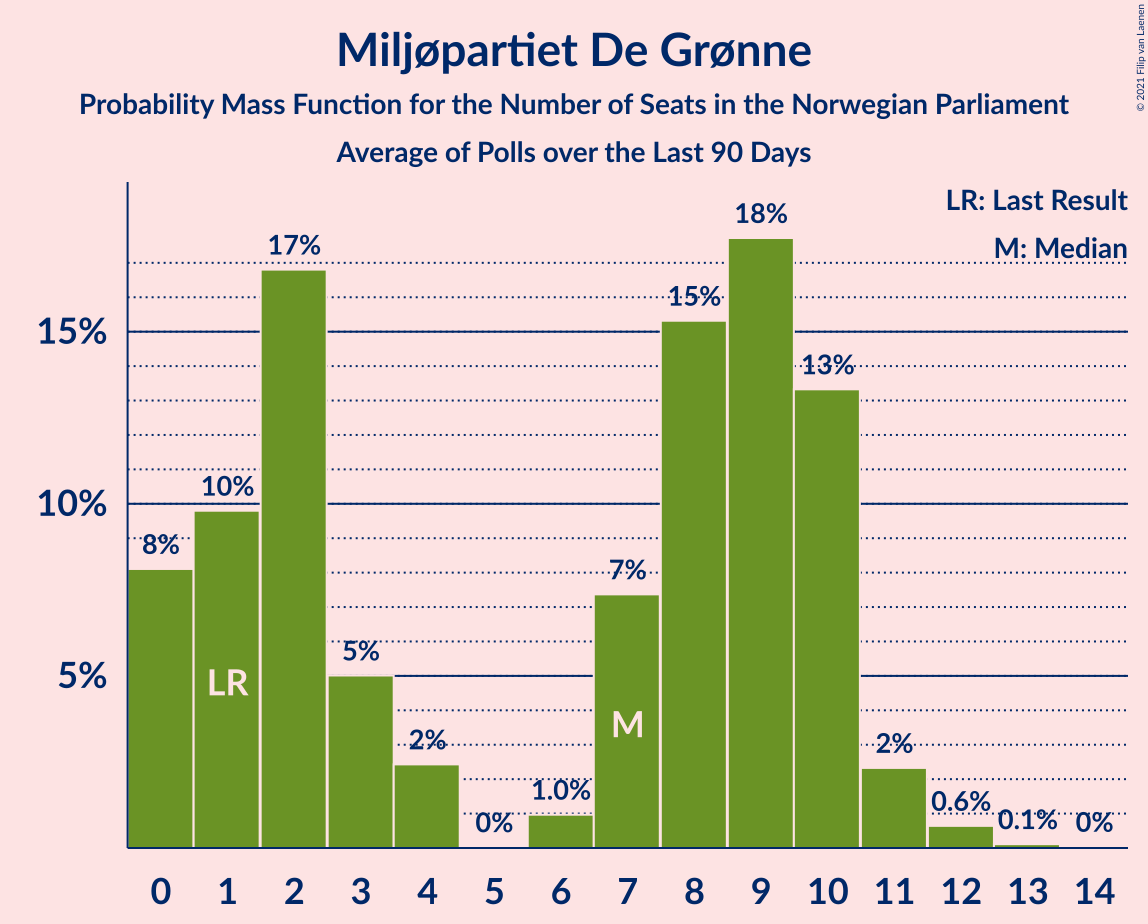 Miljøpartiet De Grønne
Probability Mass Function for the Number of Seats in the Norwegian Parliament
Average of Polls over the Last 90 Days
© 2021 Filip van Laenen
LR: Last Result
M: Median
15%
10%
5%
8%
10%
17%
5%
2%
0%
1.0%
7%
15%
18%
13%
2%
0.6%
0.1%
0%
LR
M
0 1 2 3 4 5 6 7 8 9 10 11 12 13 14